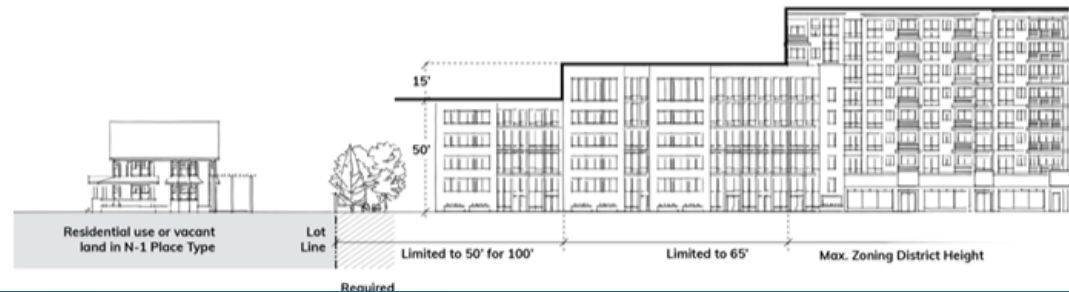 15'
50'
Residential use or vacant
land in N-1 Place Type
Lot
Line
Limited to 50' for 100'
Limited to 65'
Max. Zoning District Height
Required